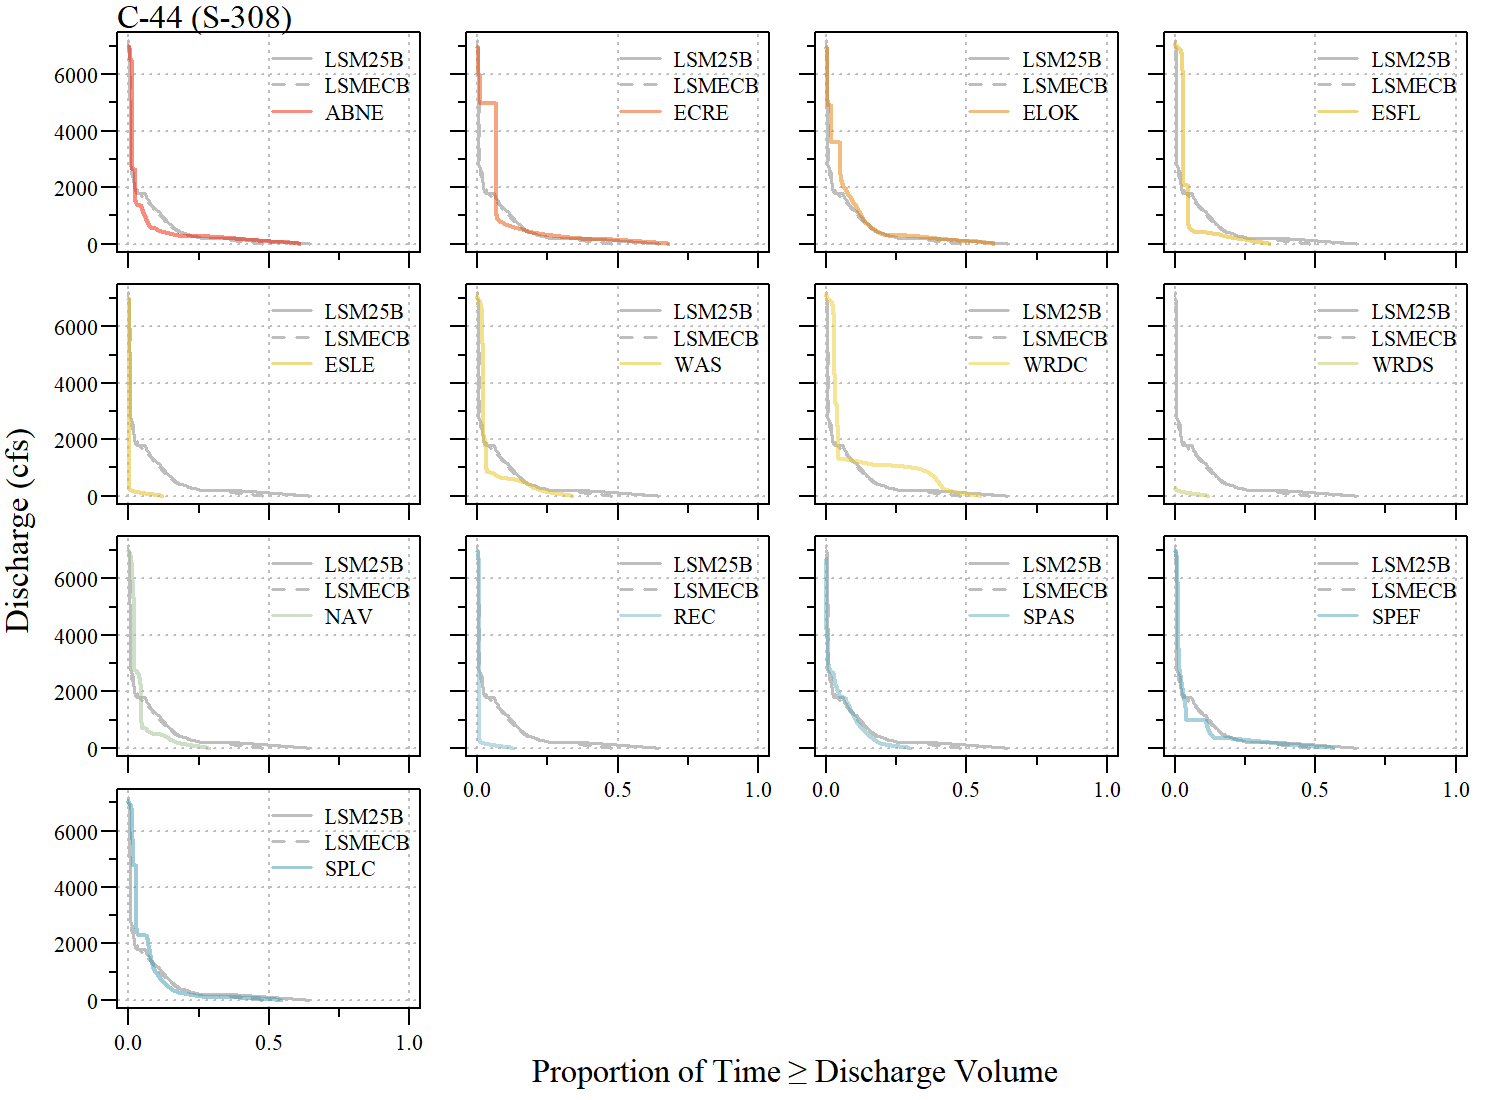 C-44 (S-308)
LSM25B
LSMECB
ABNE
LSM25B
LSMECB
ECRE
LSM25B
LSMECB
ELOK
LSM25B
LSMECB
ESFL
6000
4000
2000
0
LSM25B
LSMECB
ESLE
LSM25B
LSMECB
WAS
LSM25B
LSMECB
WRDC
LSM25B
LSMECB
WRDS
6000
4000
2000
0
LSM25B
LSMECB
NAV
LSM25B
LSMECB
REC
LSM25B
LSMECB
SPAS
LSM25B
LSMECB
SPEF
6000
4000
2000
0
0.0 0.5 1.0
0.0 0.5 1.0
0.0 0.5 1.0
LSM25B
LSMECB
SPLC
6000
4000
2000
0
0.0 0.5 1.0
Discharge (cfs)
Proportion of Time ≥ Discharge Volume